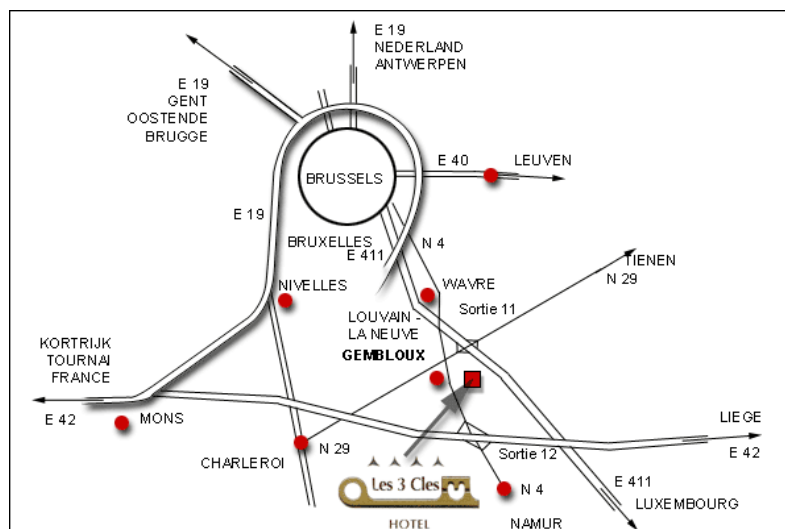 E 19
NEDERLAND
ANTWERPEN
E 19
GENT
OOSTENDE
BRUGGE
E 40
LEUVEN
BRUSSELS
E 19
BRUXELLES
N 4
E 411
TIENEN
N 29
NIVELLES
WAVRE
Sortie 11
LOUVAIN -
LA NEUVE
GEMBLOUX
KORTRIJK
TOURNAI
FRANCE
E 42
MONS
LIEGE
E 42
CHARLEROI
N 29
Sortie 12
Les 3 Cles
HOTEL
N 4
NAMUR
E 411
LUXEMBOURG